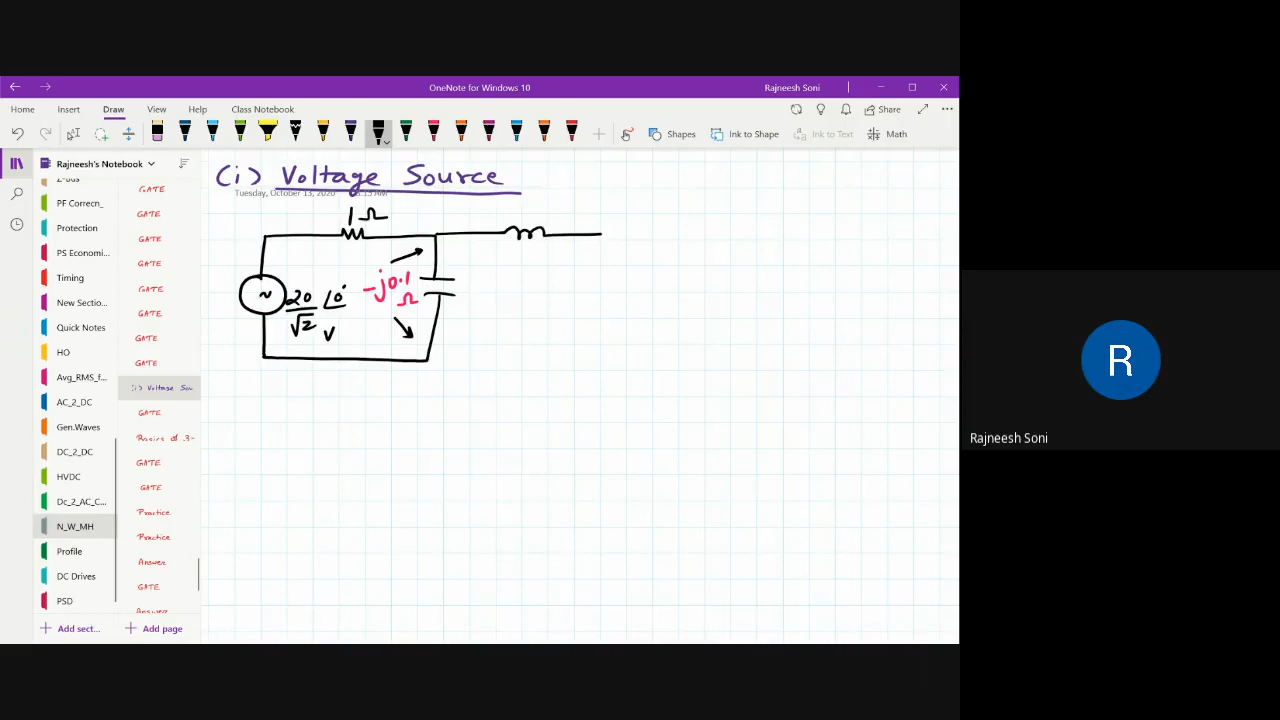 OneNote for Windows 10
Rajneesh Soni
Home Insert Draw View Help Class Notebook
Share
Shapes Ink to Shape Ink to Text Math
Rajneesh's Notebook
Z-Bus
PF Correcn_
Protection
PS Economi...
Timing
New Sectio...
Quick Notes
HO
Avg_RMS_f...
AC_2_DC
Gen.Waves
DC_2_DC
HVDC
Dc_2_AC_C...
N_W_MH
Profile
DC Drives
PSD
Add sect...
GATE
GATE
GATE
GATE
GATE
GATE
GATE
GATE
(i) Voltage Sou
GATE
Basics of 3-
GATE
GATE
Practice
Practice
Answer
GATE
Answer
Add page
(i) Voltage Source
Tuesday, October 13, 2020
1 Ω
~
20/√2 ∠0° V
-j0.1
Ω
R
Rajneesh Soni